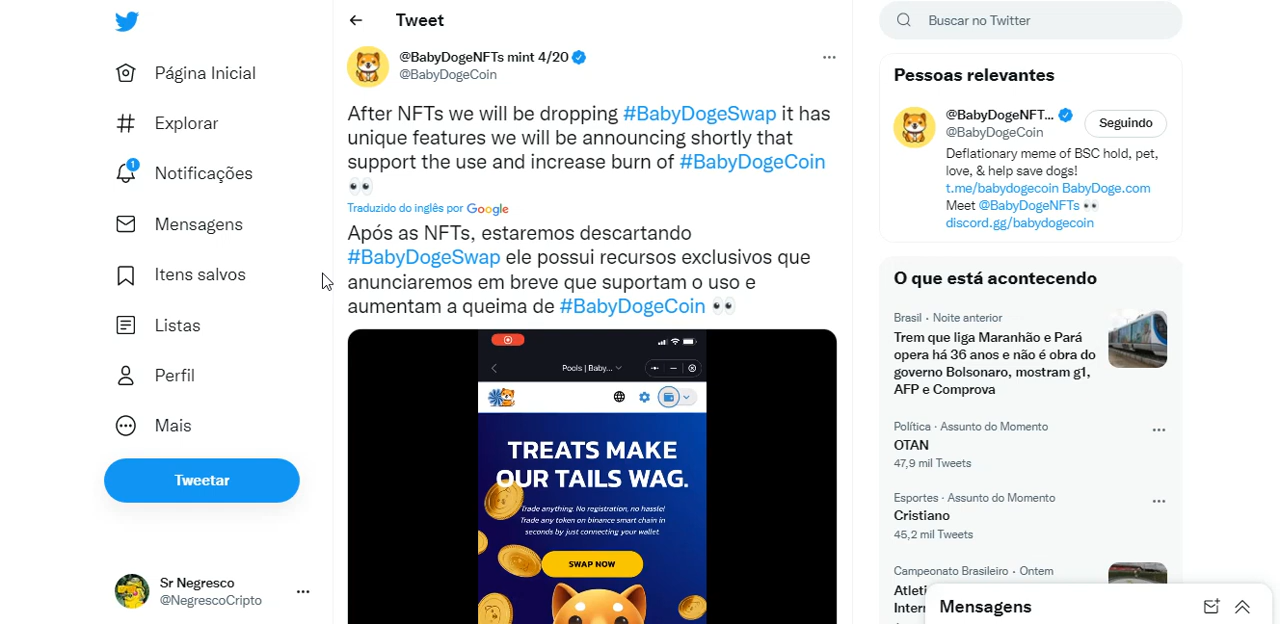 Tweet
Buscar no Twitter
Página Inicial
Explorar
Notificações
1
Mensagens
Itens salvos
Listas
Perfil
Mais
Tweetar
Sr Negresco
@NegrescoCripto
@BabyDogeNFTs mint 4/20
@BabyDogeCoin
After NFTs we will be dropping #BabyDogeSwap it has
unique features we will be announcing shortly that
support the use and increase burn of #BabyDogeCoin
👀
Traduzido do inglês por Google
Após as NFTs, estaremos descartando
#BabyDogeSwap ele possui recursos exclusivos que
anunciaremos em breve que suportam o uso e
aumentam a queima de #BabyDogeCoin 👀
Pools | Baby...
TREATS MAKE
OUR TAILS WAG.
Trade anything. No registration, no hassle!
Trade any token on binance smart chain in
seconds by just connecting your wallet.
SWAP NOW
Pessoas relevantes
@BabyDogeNFT...
@BabyDogeCoin
Seguindo
Deflationary meme of BSC hold, pet,
love, & help save dogs!
t.me/babydogecoin BabyDoge.com
Meet @BabyDogeNFTs 👀
discord.gg/babydogecoin
O que está acontecendo
Brasil · Noite anterior
Trem que liga Maranhão e Pará
opera há 36 anos e não é obra do
governo Bolsonaro, mostram g1,
AFP e Comprova
Política · Assunto do Momento
OTAN
47,9 mil Tweets
Esportes · Assunto do Momento
Cristiano
45,2 mil Tweets
Campeonato Brasileiro · Ontem
Mensagens